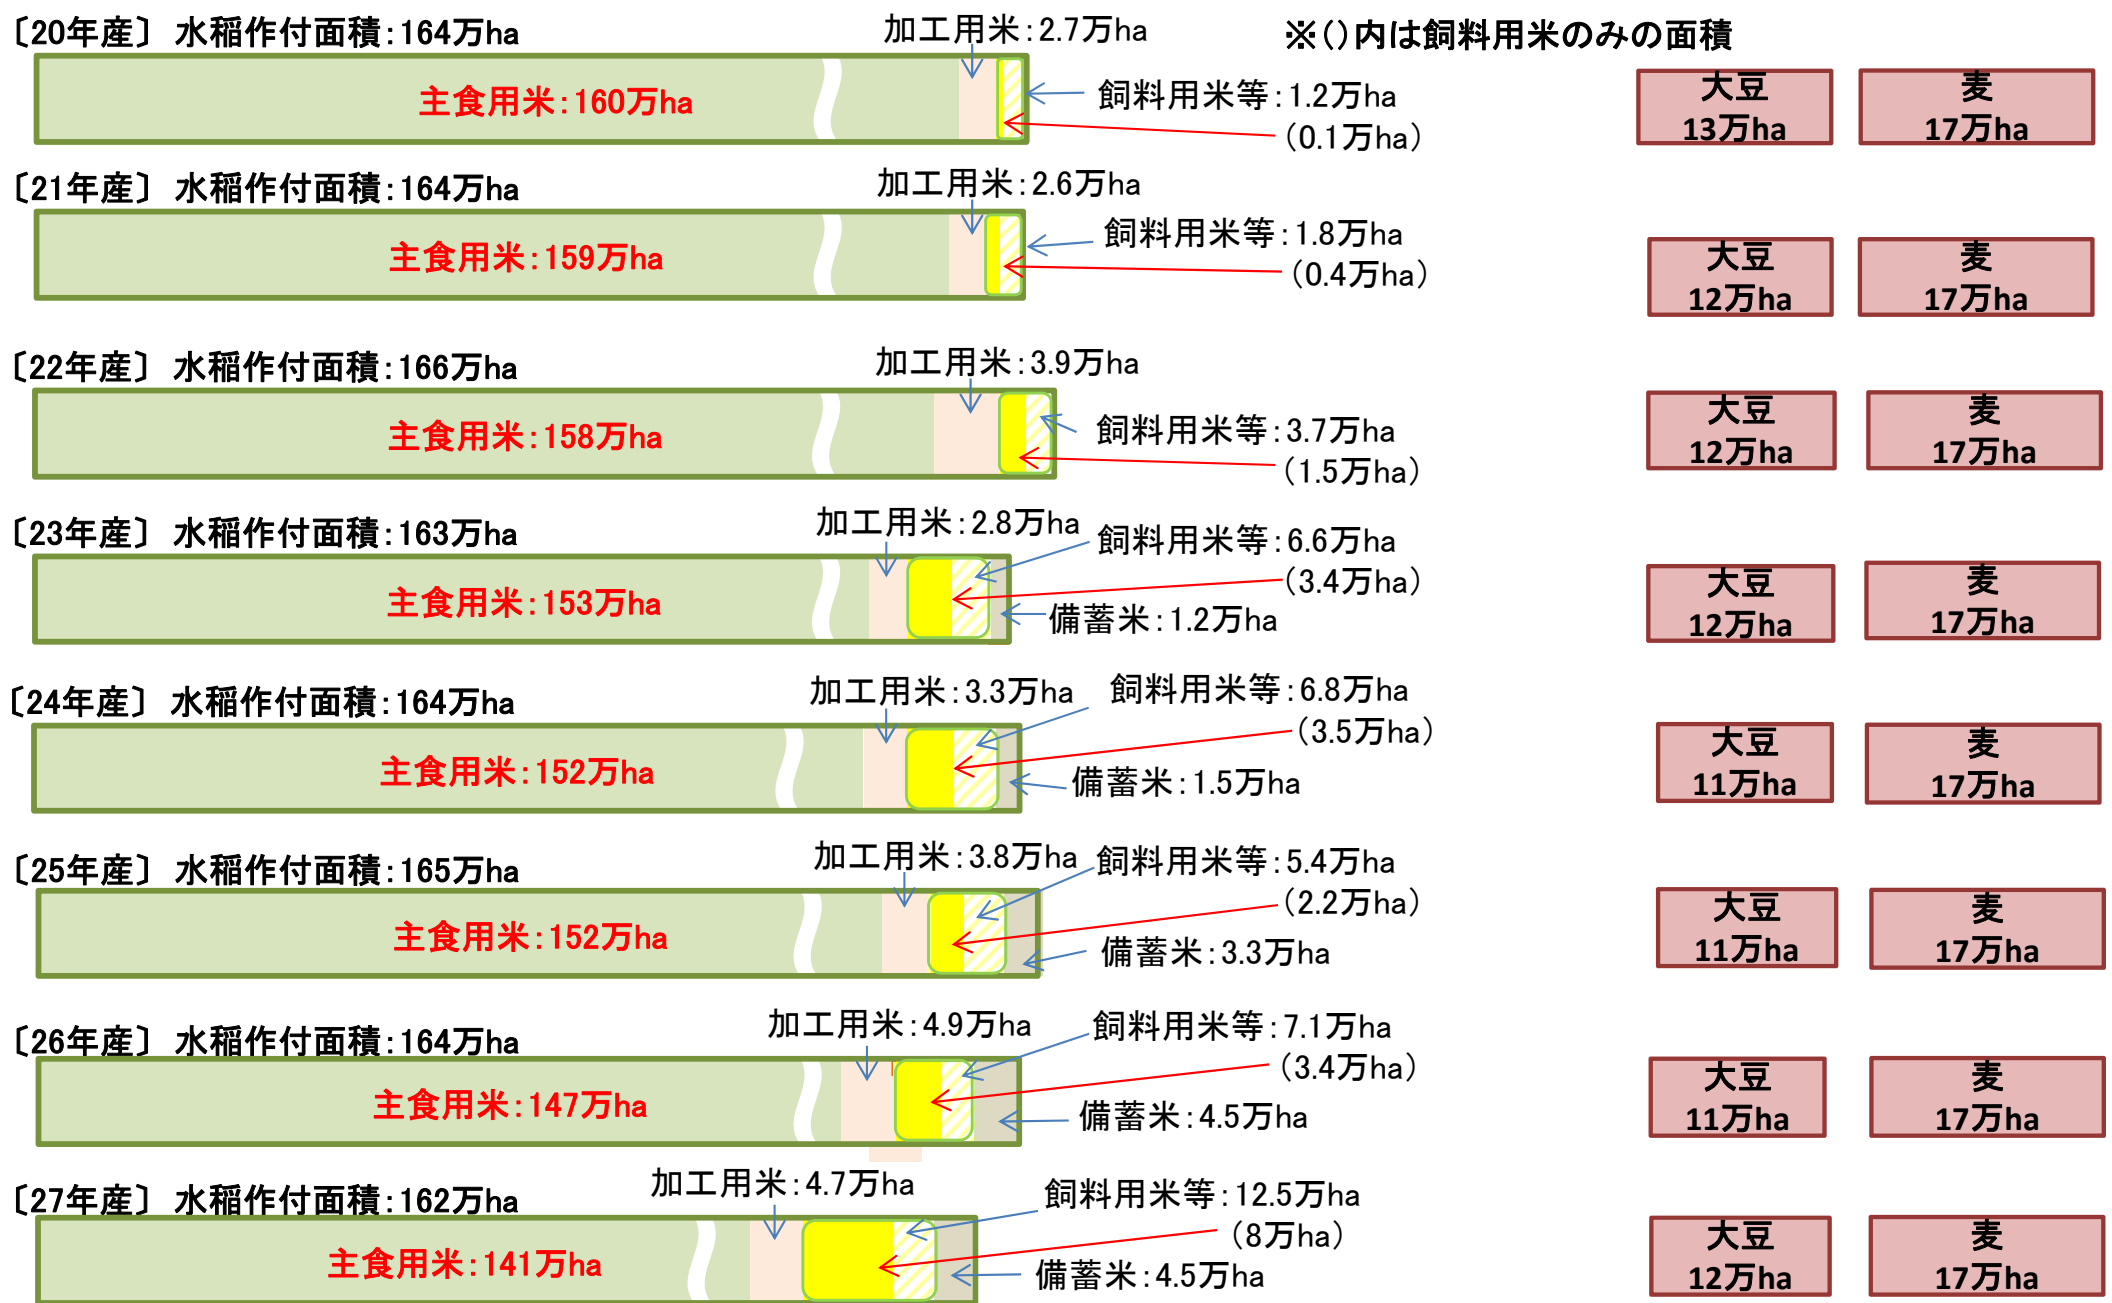 〔20年産〕 水稲作付面積：164万ha
加工用米：2.7万ha
※（）内は飼料用米のみの面積
主食用米：160万ha
飼料用米等：1.2万ha
（0.1万ha）
大豆
13万ha
麦
17万ha
〔21年産〕 水稲作付面積：164万ha
加工用米：2.6万ha
主食用米：159万ha
飼料用米等：1.8万ha
（0.4万ha）
大豆
12万ha
麦
17万ha
〔22年産〕 水稲作付面積：166万ha
加工用米：3.9万ha
主食用米：158万ha
飼料用米等：3.7万ha
（1.5万ha）
大豆
12万ha
麦
17万ha
〔23年産〕 水稲作付面積：163万ha
加工用米：2.8万ha
飼料用米等：6.6万ha
（3.4万ha）
主食用米：153万ha
備蓄米：1.2万ha
大豆
12万ha
麦
17万ha
〔24年産〕 水稲作付面積：164万ha
加工用米：3.3万ha
飼料用米等：6.8万ha
（3.5万ha）
主食用米：152万ha
備蓄米：1.5万ha
大豆
11万ha
麦
17万ha
〔25年産〕 水稲作付面積：165万ha
加工用米：3.8万ha
飼料用米等：5.4万ha
（2.2万ha）
主食用米：152万ha
備蓄米：3.3万ha
大豆
11万ha
麦
17万ha
〔26年産〕 水稲作付面積：164万ha
加工用米：4.9万ha
飼料用米等：7.1万ha
（3.4万ha）
主食用米：147万ha
備蓄米：4.5万ha
大豆
11万ha
麦
17万ha
〔27年産〕 水稲作付面積：162万ha
加工用米：4.7万ha
飼料用米等：12.5万ha
（8万ha）
主食用米：141万ha
備蓄米：4.5万ha
大豆
12万ha
麦
17万ha